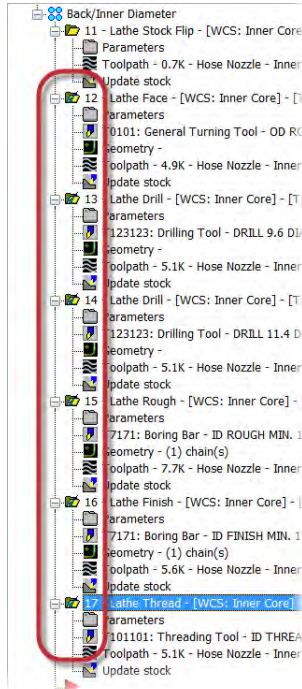 Back/Inner Diameter
11 - Lathe Stock Flip - [WCS: Inner Core
Parameters
Toolpath - 0.7K - Hose Nozzle - Inner
Update stock
12 - Lathe Face - [WCS: Inner Core] - [T
Parameters
T0101: General Turning Tool - OD RO
Geometry -
Toolpath - 4.9K - Hose Nozzle - Inner
Update stock
13 - Lathe Drill - [WCS: Inner Core] - [T
Parameters
T123123: Drilling Tool - DRILL 9.6 DI
Geometry -
Toolpath - 5.1K - Hose Nozzle - Inner
Update stock
14 - Lathe Drill - [WCS: Inner Core] - [T
Parameters
T123123: Drilling Tool - DRILL 11.4 D
Geometry -
Toolpath - 5.1K - Hose Nozzle - Inner
Update stock
15 - Lathe Rough - [WCS: Inner Core] -
Parameters
T7171: Boring Bar - ID ROUGH MIN. 1
Geometry - (1) chain(s)
Toolpath - 7.7K - Hose Nozzle - Inner
Update stock
16 - Lathe Finish - [WCS: Inner Core] - [
Parameters
T7171: Boring Bar - ID FINISH MIN. 1
Geometry - (1) chain(s)
Toolpath - 5.6K - Hose Nozzle - Inner
Update stock
17 - Lathe Thread - [WCS: Inner Core]
Parameters
T101101: Threading Tool - ID THREA
Toolpath - 5.1K - Hose Nozzle - Inner
Update stock